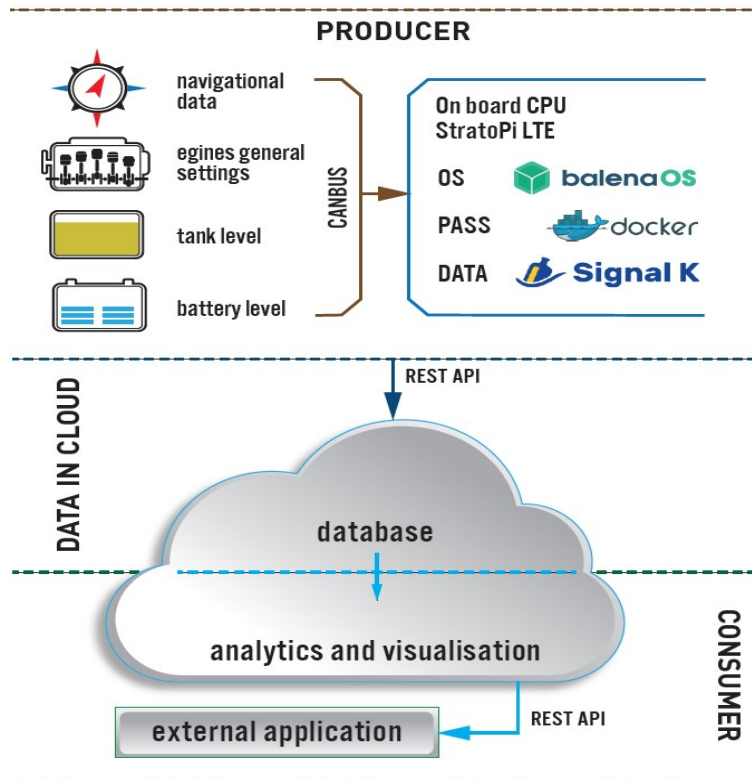 PRODUCER
navigational
data
egines general
settings
tank level
battery level
CANBUS
On board CPU
StratoPi LTE
OS balenaOS
PASS docker
DATA Signal K
REST API
DATA IN CLOUD
database
analytics and visualisation
CONSUMER
REST API
external application